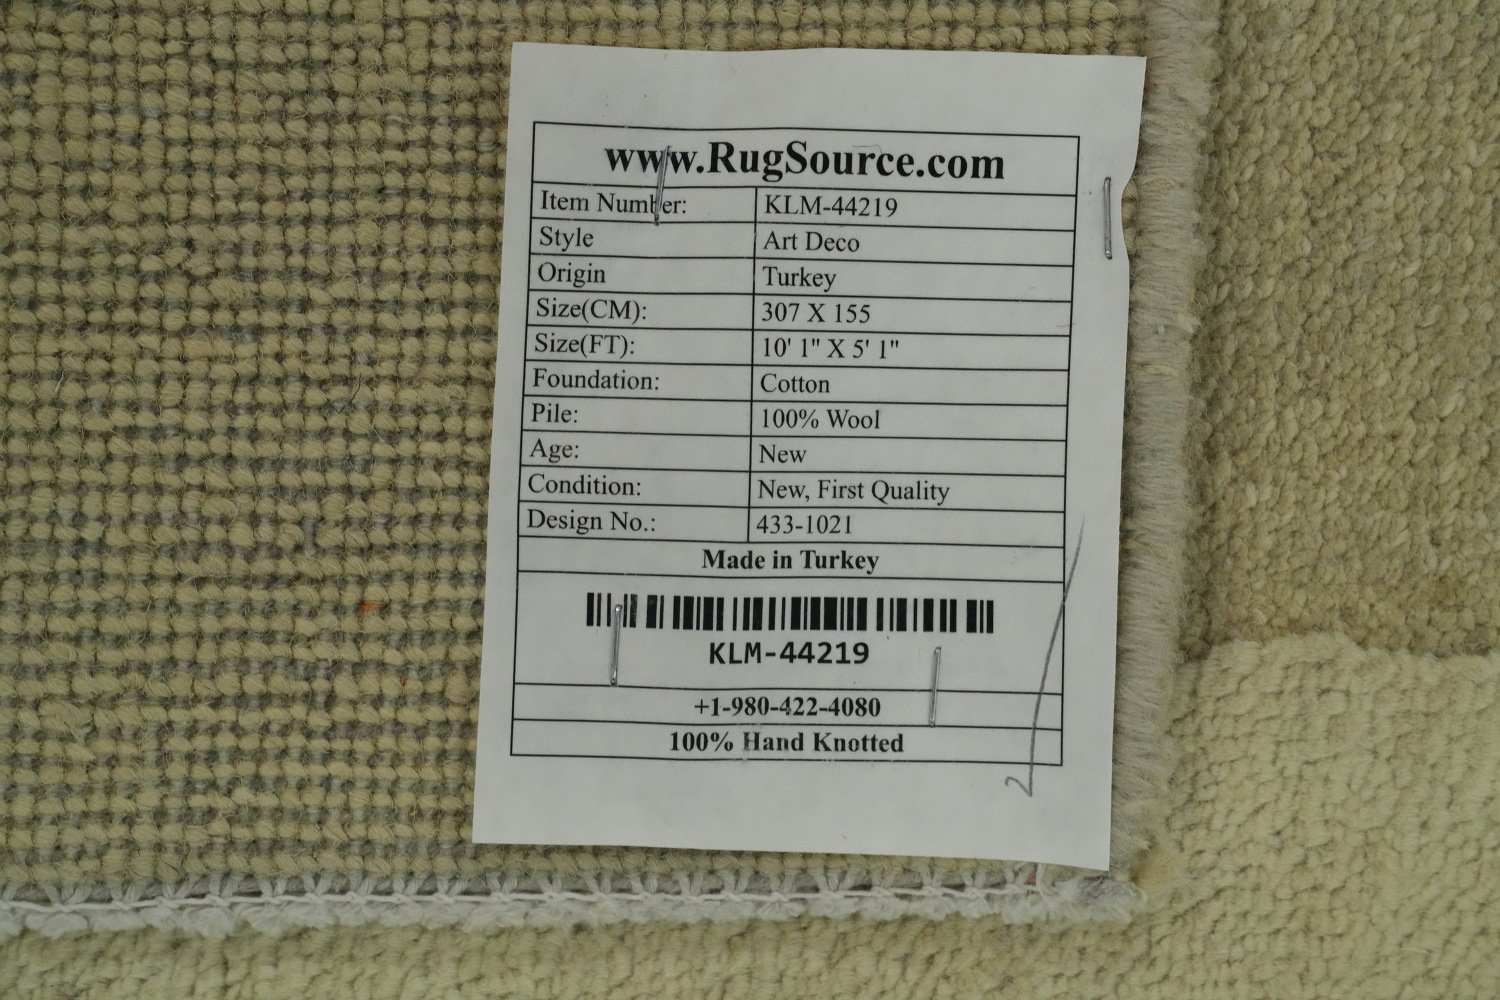 www.RugSource.com
Item Number: KLM-44219
Style Art Deco
Origin Turkey
Size(CM): 307 X 155
Size(FT): 10' 1" X 5' 1"
Foundation: Cotton
Pile: 100% Wool
Age: New
Condition: New, First Quality
Design No.: 433-1021
Made in Turkey
KLM-44219
+1-980-422-4080
100% Hand Knotted